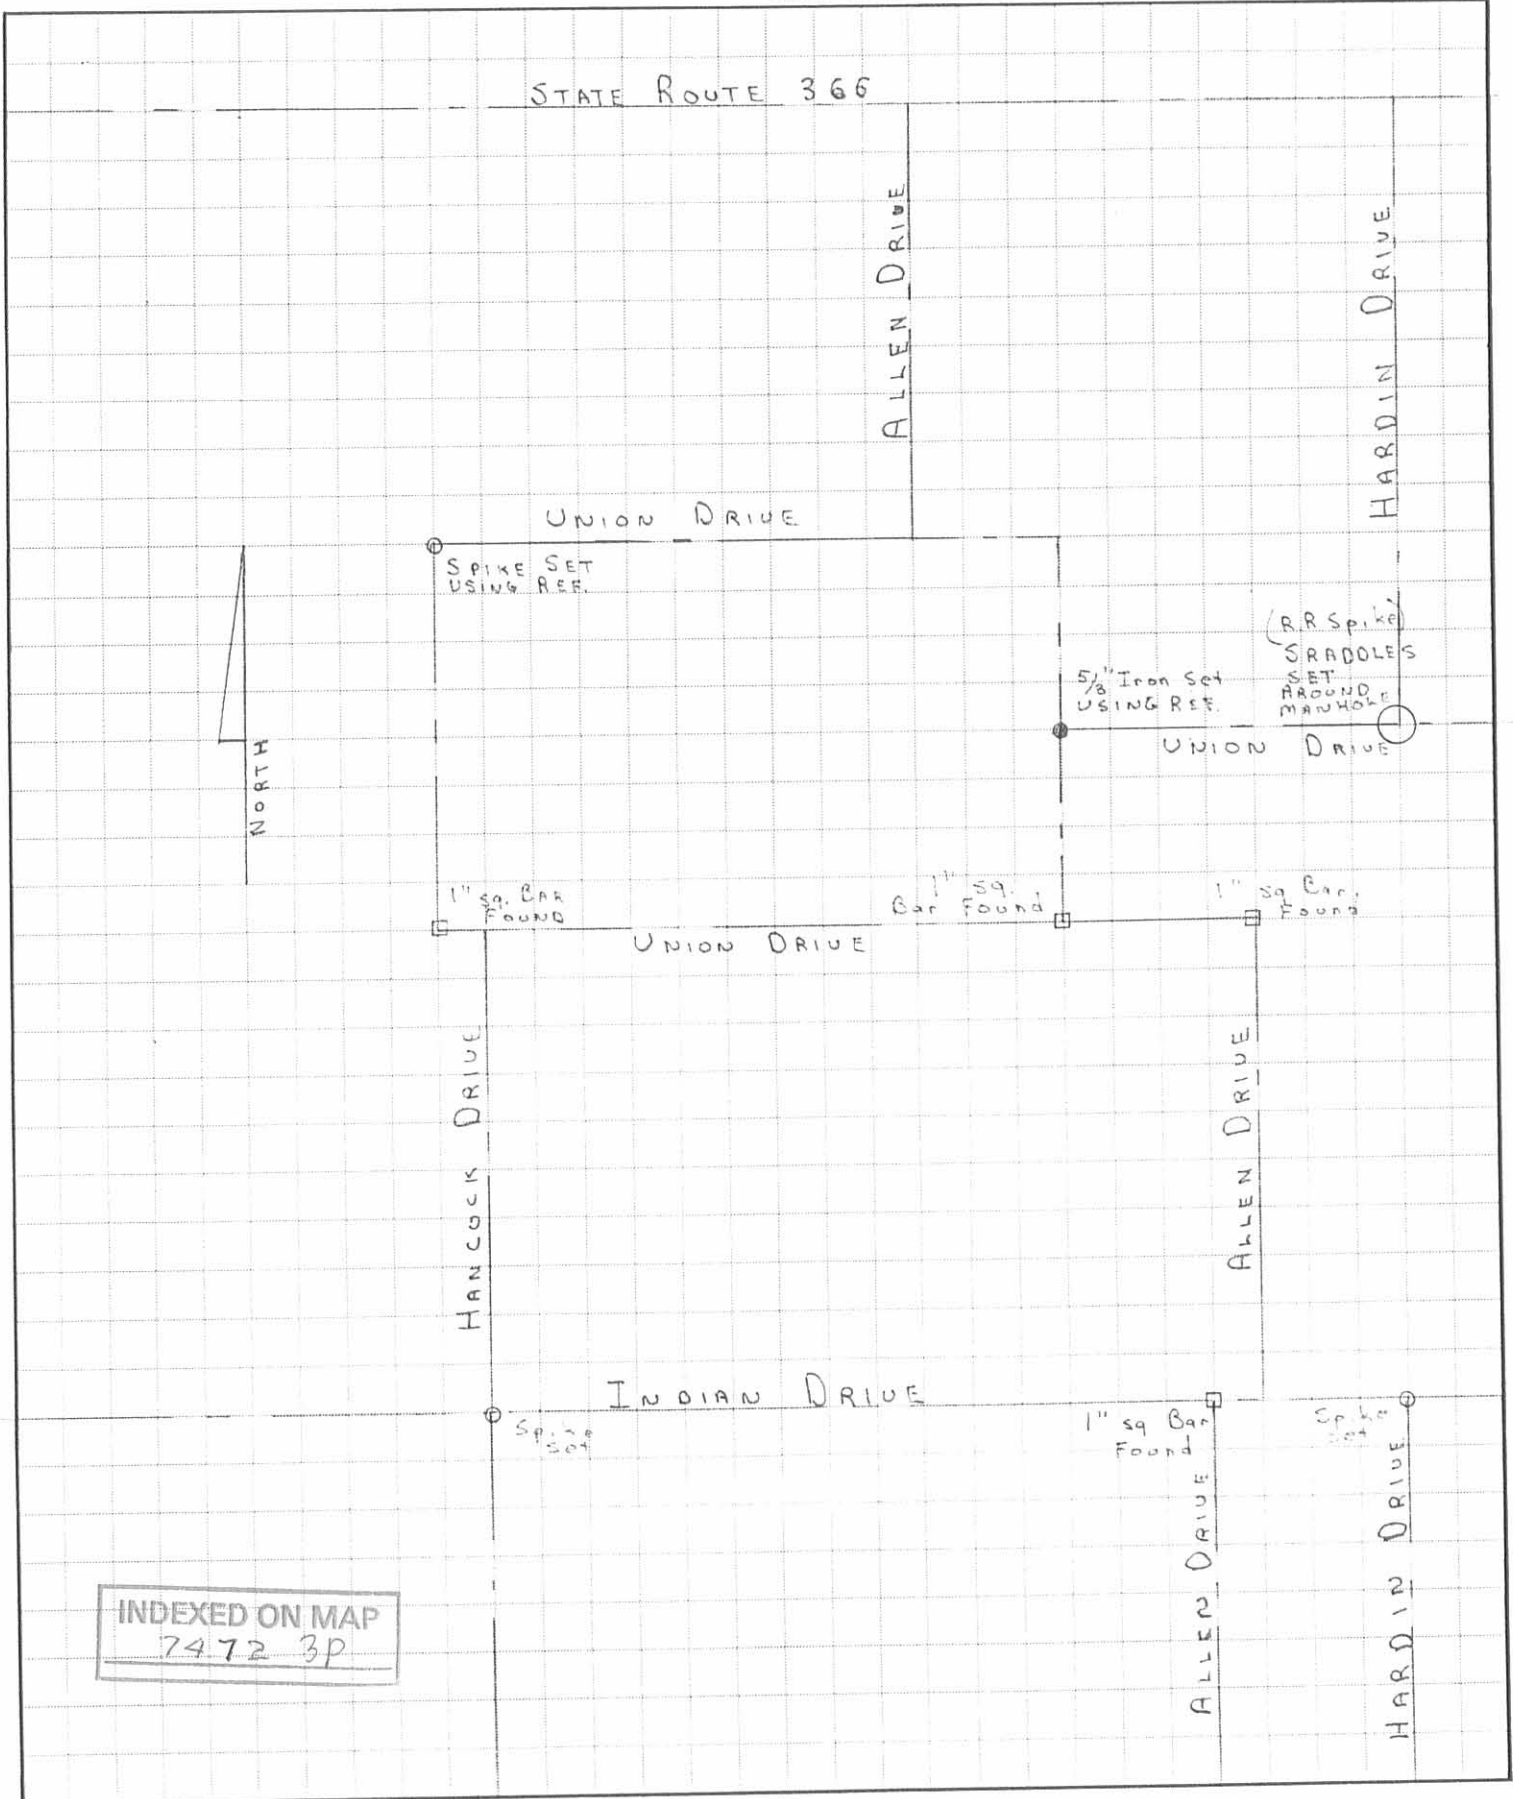 STATE ROUTE 366
ALLEN DRIVE
HARDIN DRIVE
UNION DRIVE
SPIKE SET
USING REF.
(R.R Spike)
SRADDLES
SET
AROUND
MANHOLE
5/8" Iron Set
USING REF.
UNION DRIVE
NORTH
1" sq. BAR
FOUND
1" sq.
Bar Found
1" sq Bar.
Found
UNION DRIVE
HANCOCK DRIVE
ALLEN DRIVE
INDIAN DRIVE
Spike
Set
1" sq Bar
Found
Spike
Set
ALLEN DRIVE
HARDIN DRIVE
INDEXED ON MAP
7472 3P